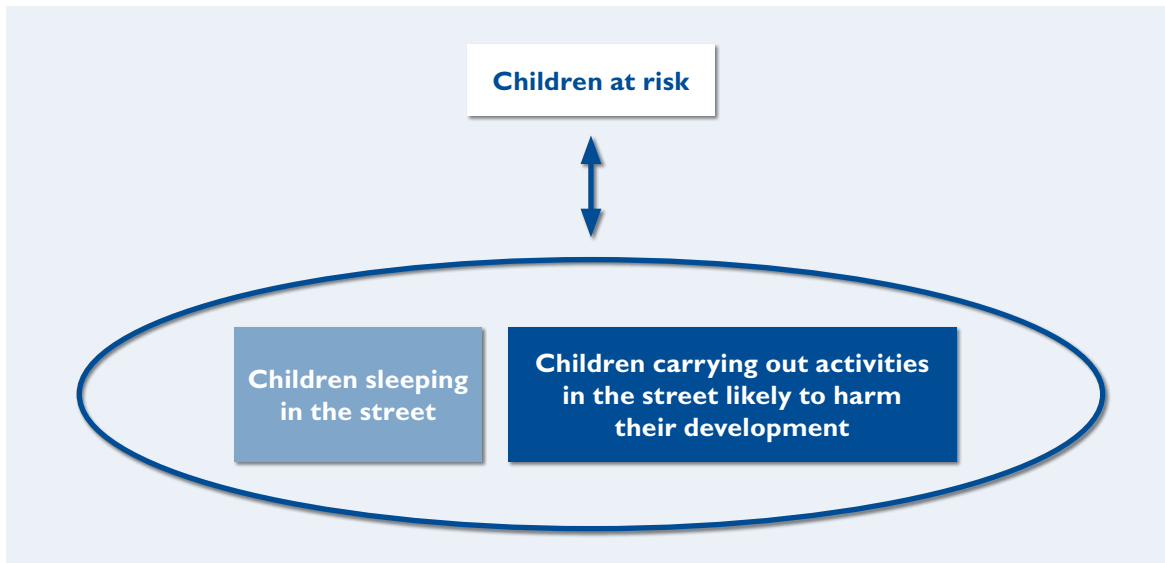 Children at risk
Children sleeping
in the street
Children carrying out activities
in the street likely to harm
their development